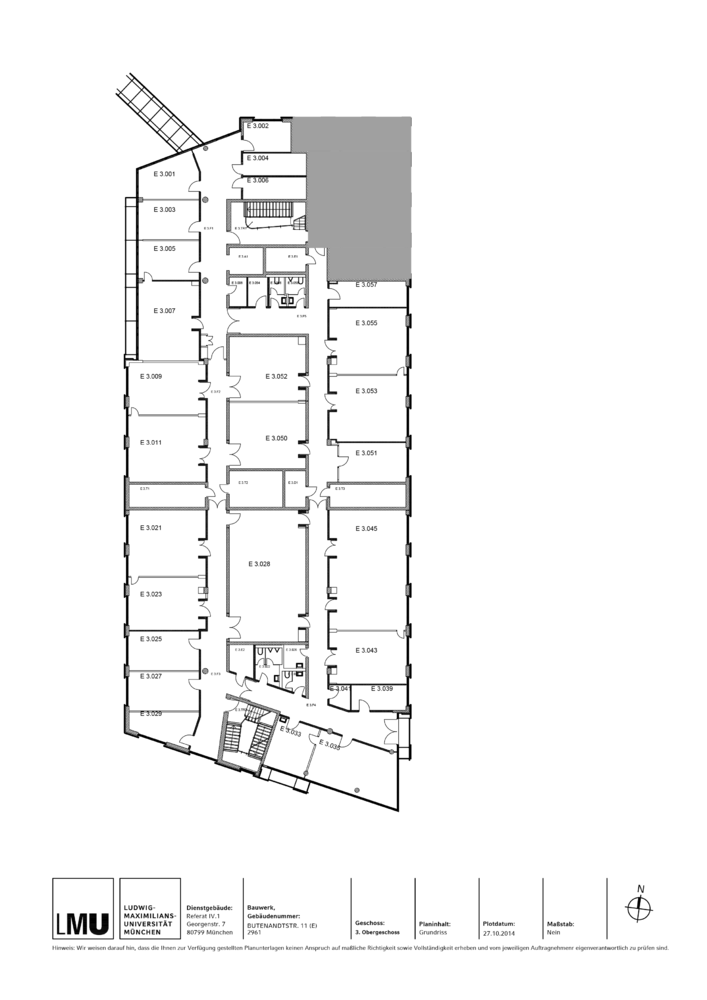 E 3.002
E 3.004
E 3.006
E 3.001
E 3.003
E 3.005
E 3.007
E 3.057
E 3.055
E 3.009
E 3.052
E 3.053
E 3.011
E 3.050
E 3.051
E 3.021
E 3.045
E 3.028
E 3.023
E 3.025
E 3.043
E 3.027
E 3.041
E 3.039
E 3.029
E 3.033
E 3.035
N
LMU
LUDWIG-
MAXIMILIANS-
UNIVERSITÄT
MÜNCHEN
Dienstgebäude:
Referat IV.1
Georgenstr. 7
80799 München
Bauwerk,
Gebäudenummer:
BUTENANDTSTR. 11 (E)
2961
Geschoss:
3. Obergeschoss
Planinhalt:
Grundriss
Plotdatum:
27.10.2014
Maßstab:
Nein
Hinweis: Wir weisen darauf hin, dass die Ihnen zur Verfügung gestellten Planunterlagen keinen Anspruch auf maßliche Richtigkeit sowie Vollständigkeit erheben und vom jeweiligen Auftragnehmer eigenverantwortlich zu prüfen sind.